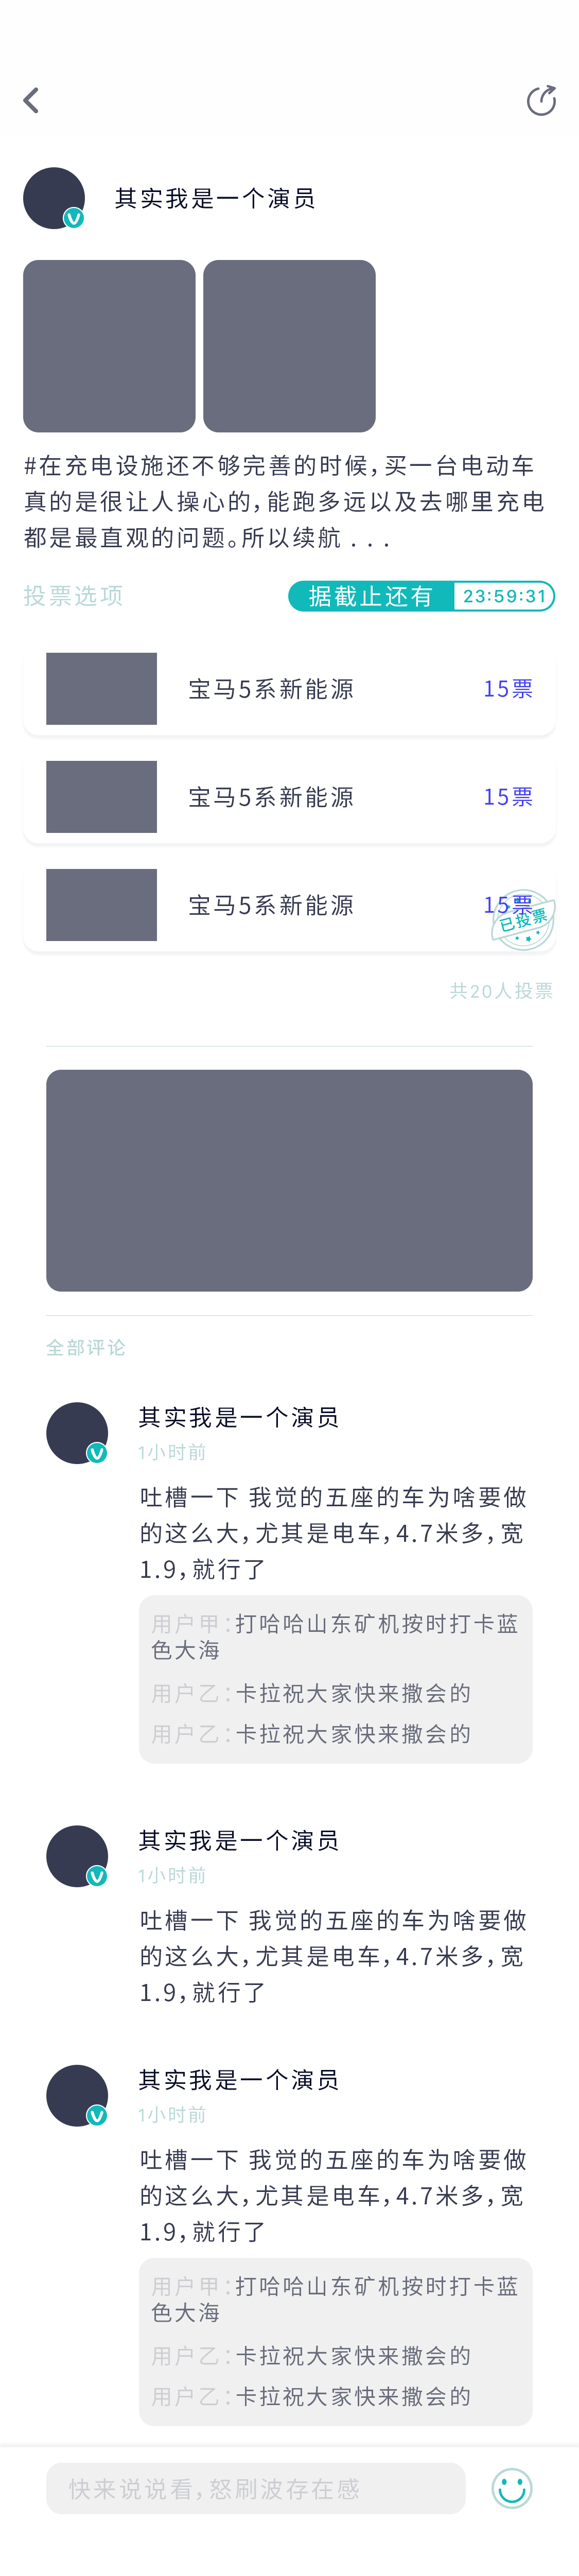 其实我是一个演员
#在充电设施还不够完善的时候，买一台电动车
真的是很让人操心的，能跑多远以及去哪里充电
都是最直观的问题。所以续航 . . .
投票选项
据截止还有 23:59:31
宝马5系新能源 15票
宝马5系新能源 15票
宝马5系新能源 15票
已投票
共20人投票
全部评论
其实我是一个演员
1小时前
吐槽一下 我觉的五座的车为啥要做
的这么大，尤其是电车，4.7米多，宽
1.9，就行了
用户甲：打哈哈山东矿机按时打卡蓝
色大海
用户乙：卡拉祝大家快来撒会的
用户乙：卡拉祝大家快来撒会的
其实我是一个演员
1小时前
吐槽一下 我觉的五座的车为啥要做
的这么大，尤其是电车，4.7米多，宽
1.9，就行了
其实我是一个演员
1小时前
吐槽一下 我觉的五座的车为啥要做
的这么大，尤其是电车，4.7米多，宽
1.9，就行了
用户甲：打哈哈山东矿机按时打卡蓝
色大海
用户乙：卡拉祝大家快来撒会的
用户乙：卡拉祝大家快来撒会的
快来说说看，怒刷波存在感